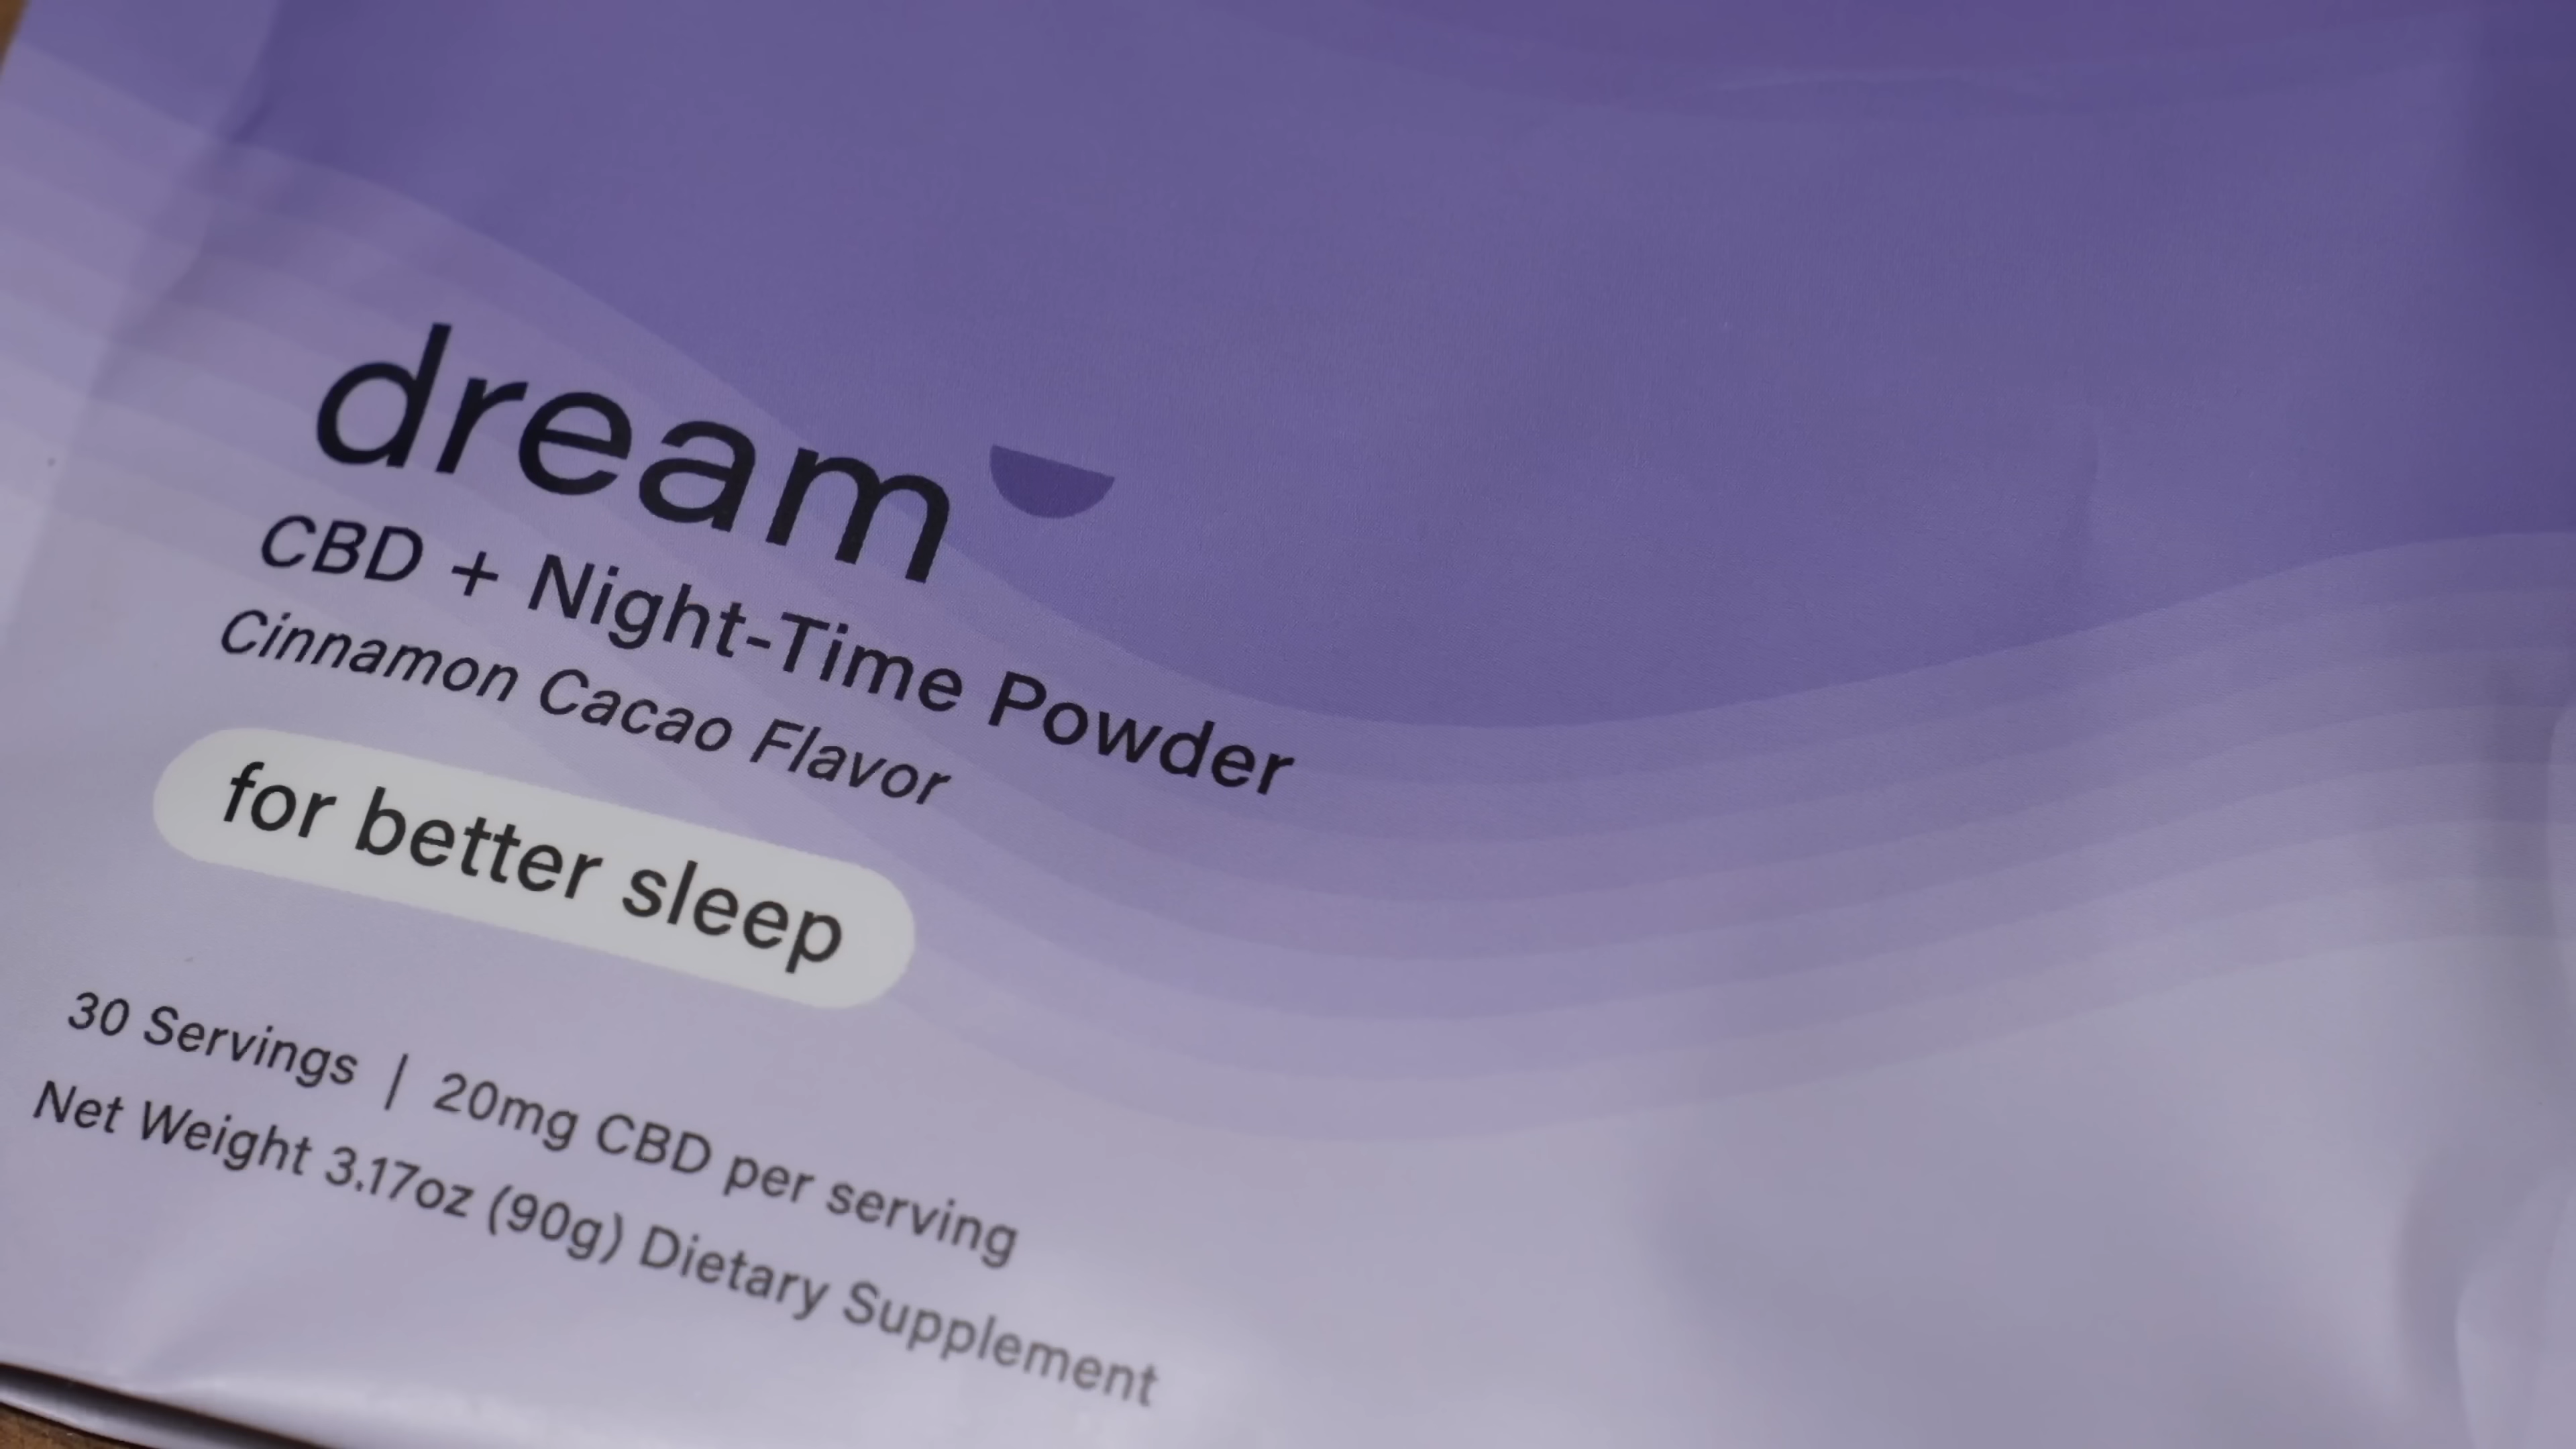 dream
CBD + Night-Time Powder
Cinnamon Cacao Flavor
for better sleep
30 Servings | 20mg CBD per serving
Net Weight 3.17oz (90g) Dietary Supplement